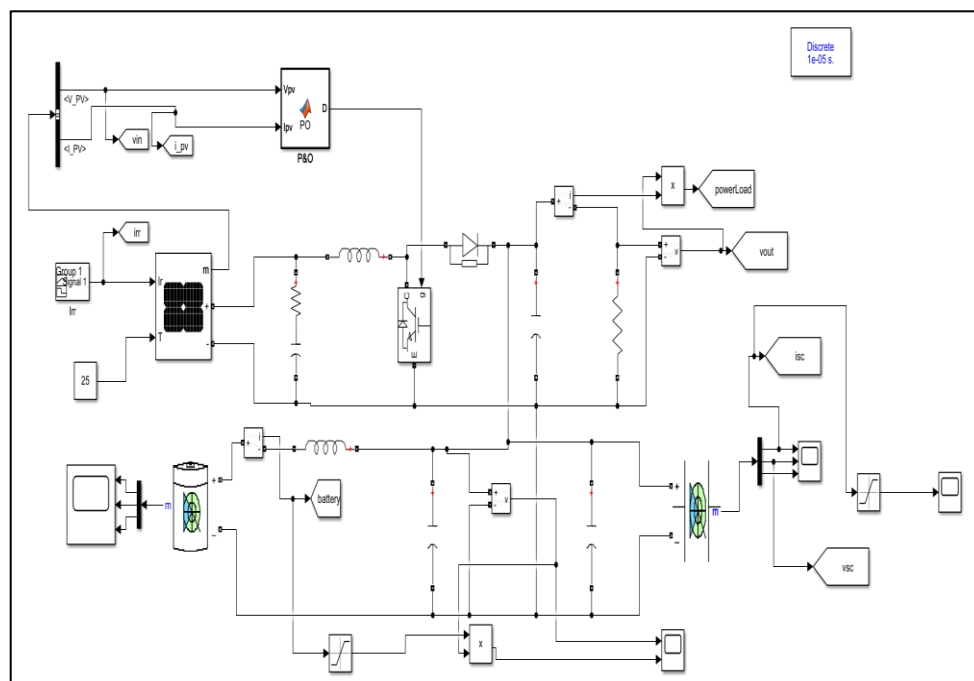 Discrete
1e-05 s.
<V_PV>
<I_PV>
vin
i_pv
Vpv
Ipv
PO
D
P&O
i
+
-
x
powerLoad
+
-
v
vout
irr
Group 1
Signal 1
Irr
Ir
T
m
+
-
g
C
E
25
isc
i
+
-
battery
+
-
v
+
-
m
+
-
m
vsc
x